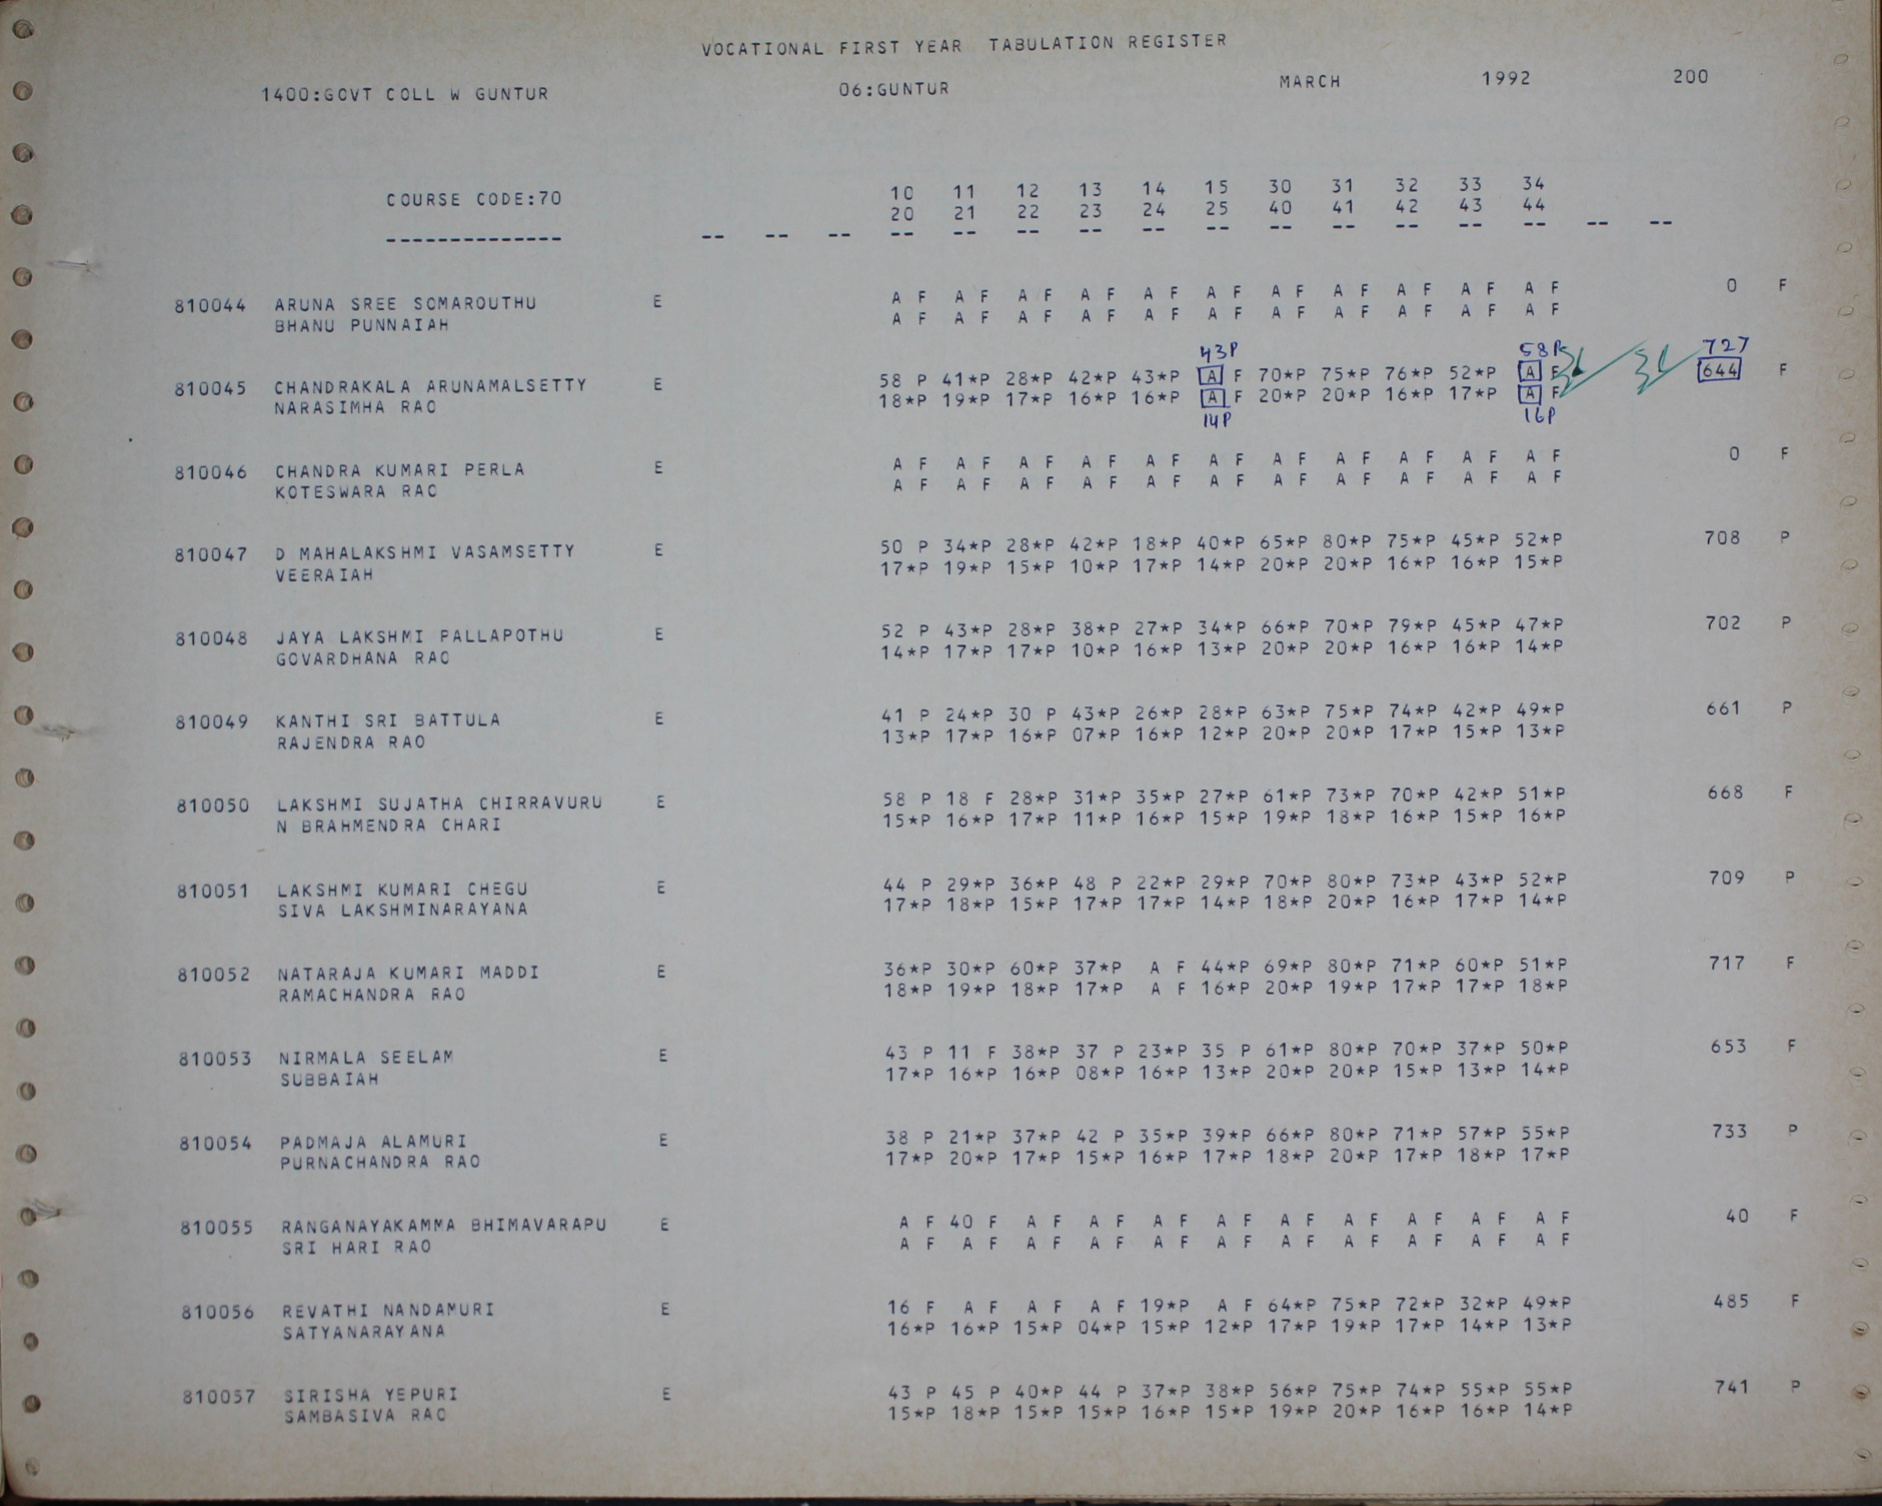 VOCATIONAL FIRST YEAR TABULATION REGISTER
1400:GOVT COLL W GUNTUR 06:GUNTUR MARCH 1992 200
10 11 12 13 14 15 30 31 32 33 34
COURSE CODE:70 20 21 22 23 24 25 40 41 42 43 44
-------------- -- -- -- -- -- -- -- -- -- -- -- -- -- -- -- --
810044 ARUNA SREE SOMAROUTHU E A F A F A F A F A F A F A F A F A F A F A F 0 F
BHANU PUNNAIAH A F A F A F A F A F A F A F A F A F A F A F
43P 58P 727
810045 CHANDRAKALA ARUNAMALSETTY E 58 P 41*P 28*P 42*P 43*P A F 70*P 75*P 76*P 52*P A F 644 F
NARASIMHA RAO 18*P 19*P 17*P 16*P 16*P A F 20*P 20*P 16*P 17*P A F
14P 16P
810046 CHANDRA KUMARI PERLA E A F A F A F A F A F A F A F A F A F A F A F 0 F
KOTESWARA RAO A F A F A F A F A F A F A F A F A F A F A F
810047 D MAHALAKSHMI VASAMSETTY E 50 P 34*P 28*P 42*P 18*P 40*P 65*P 80*P 75*P 45*P 52*P 708 P
VEERAIAH 17*P 19*P 15*P 10*P 17*P 14*P 20*P 20*P 16*P 16*P 15*P
810048 JAYA LAKSHMI PALLAPOTHU E 52 P 43*P 28*P 38*P 27*P 34*P 66*P 70*P 79*P 45*P 47*P 702 P
GOVARDHANA RAO 14*P 17*P 17*P 10*P 16*P 13*P 20*P 20*P 16*P 16*P 14*P
810049 KANTHI SRI BATTULA E 41 P 24*P 30 P 43*P 26*P 28*P 63*P 75*P 74*P 42*P 49*P 661 P
RAJENDRA RAO 13*P 17*P 16*P 07*P 16*P 12*P 20*P 20*P 17*P 15*P 13*P
810050 LAKSHMI SUJATHA CHIRRAVURU E 58 P 18 F 28*P 31*P 35*P 27*P 61*P 73*P 70*P 42*P 51*P 668 F
N BRAHMENDRA CHARI 15*P 16*P 17*P 11*P 16*P 15*P 19*P 18*P 16*P 15*P 16*P
810051 LAKSHMI KUMARI CHEGU E 44 P 29*P 36*P 48 P 22*P 29*P 70*P 80*P 73*P 43*P 52*P 709 P
SIVA LAKSHMINARAYANA 17*P 18*P 15*P 17*P 17*P 14*P 18*P 20*P 16*P 17*P 14*P
810052 NATARAJA KUMARI MADDI E 36*P 30*P 60*P 37*P A F 44*P 69*P 80*P 71*P 60*P 51*P 717 F
RAMACHANDRA RAO 18*P 19*P 18*P 17*P A F 16*P 20*P 19*P 17*P 17*P 18*P
810053 NIRMALA SEELAM E 43 P 11 F 38*P 37 P 23*P 35 P 61*P 80*P 70*P 37*P 50*P 653 F
SUBBAIAH 17*P 16*P 16*P 08*P 16*P 13*P 20*P 20*P 15*P 13*P 14*P
810054 PADMAJA ALAMURI E 38 P 21*P 37*P 42 P 35*P 39*P 66*P 80*P 71*P 57*P 55*P 733 P
PURNACHANDRA RAO 17*P 20*P 17*P 15*P 16*P 17*P 18*P 20*P 17*P 18*P 17*P
810055 RANGANAYAKAMMA BHIMAVARAPU E A F 40 F A F A F A F A F A F A F A F A F A F 40 F
SRI HARI RAO A F A F A F A F A F A F A F A F A F A F A F
810056 REVATHI NANDAMURI E 16 F A F A F A F 19*P A F 64*P 75*P 72*P 32*P 49*P 485 F
SATYANARAYANA 16*P 16*P 15*P 04*P 15*P 12*P 17*P 19*P 17*P 14*P 13*P
810057 SIRISHA YEPURI E 43 P 45 P 40*P 44 P 37*P 38*P 56*P 75*P 74*P 55*P 55*P 741 P
SAMBASIVA RAO 15*P 18*P 15*P 15*P 16*P 15*P 19*P 20*P 16*P 16*P 14*P